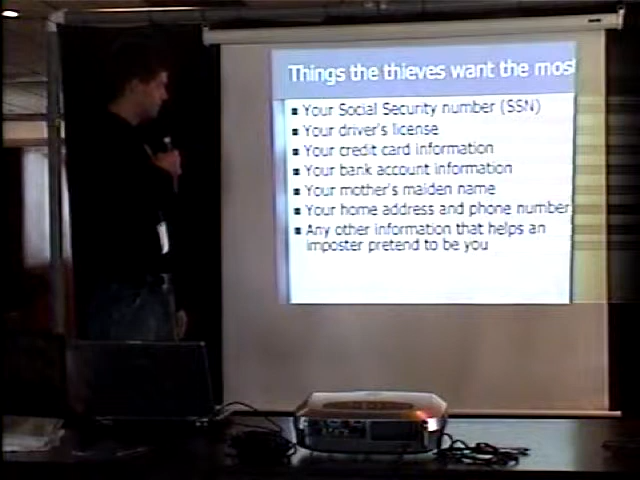 Things the thieves want the most
Your Social Security number (SSN)
Your driver's license
Your credit card information
Your bank account information
Your mother's maiden name
Your home address and phone number
Any other information that helps an
imposter pretend to be you